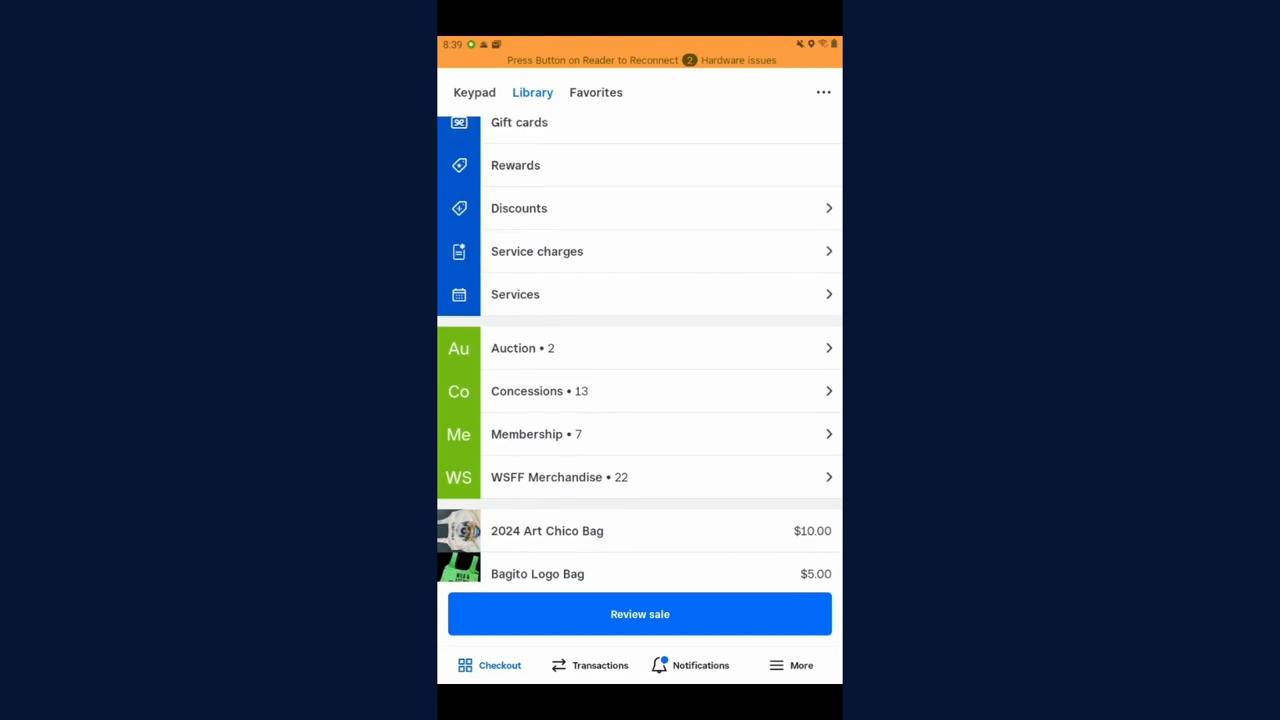 8:39
Press Button on Reader to Reconnect 2 Hardware issues
Keypad Library Favorites
Gift cards
Rewards
Discounts
Service charges
Services
Au Auction • 2
Co Concessions • 13
Me Membership • 7
WS WSFF Merchandise • 22
2024 Art Chico Bag $10.00
Bagito Logo Bag $5.00
Review sale
Checkout Transactions Notifications More